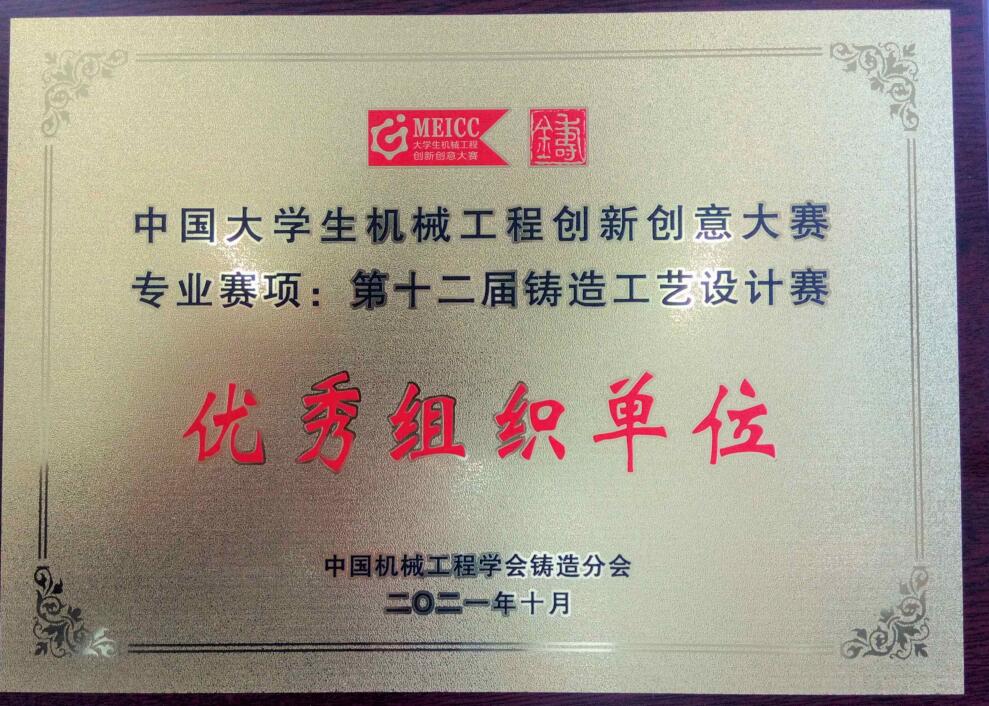 MEICC
大学生机械工程
创新创意大赛
中国大学生机械工程创新创意大赛
专业赛项：第十二届铸造工艺设计赛
优秀组织单位
中国机械工程学会铸造分会
二〇二一年十月